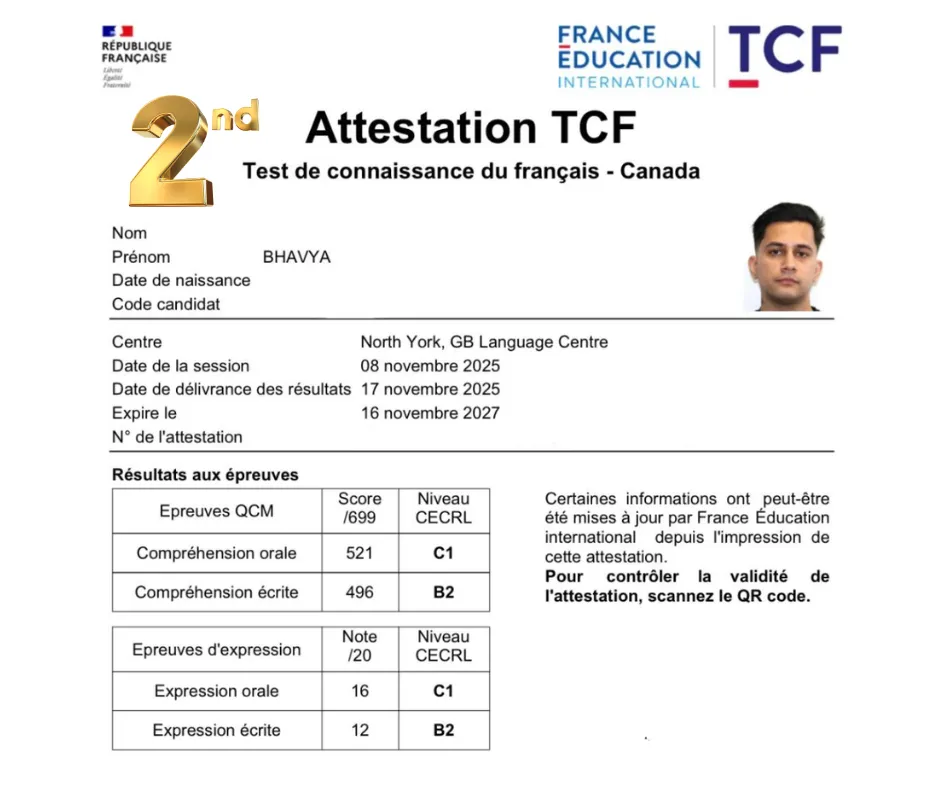 RÉPUBLIQUE
FRANÇAISE
Liberté
Égalité
Fraternité
FRANCE
ÉDUCATION
INTERNATIONAL
TCF
2nd
Attestation TCF
Test de connaissance du français - Canada
Nom
Prénom BHAVYA
Date de naissance
Code candidat
Centre North York, GB Language Centre
Date de la session 08 novembre 2025
Date de délivrance des résultats 17 novembre 2025
Expire le 16 novembre 2027
N° de l'attestation
Résultats aux épreuves
Epreuves QCM Score /699 Niveau CECRL
Compréhension orale 521 C1
Compréhension écrite 496 B2
Epreuves d'expression Note /20 Niveau CECRL
Expression orale 16 C1
Expression écrite 12 B2
Certaines informations ont peut-être
été mises à jour par France Éducation
international depuis l'impression de
cette attestation.
Pour contrôler la validité de
l'attestation, scannez le QR code.